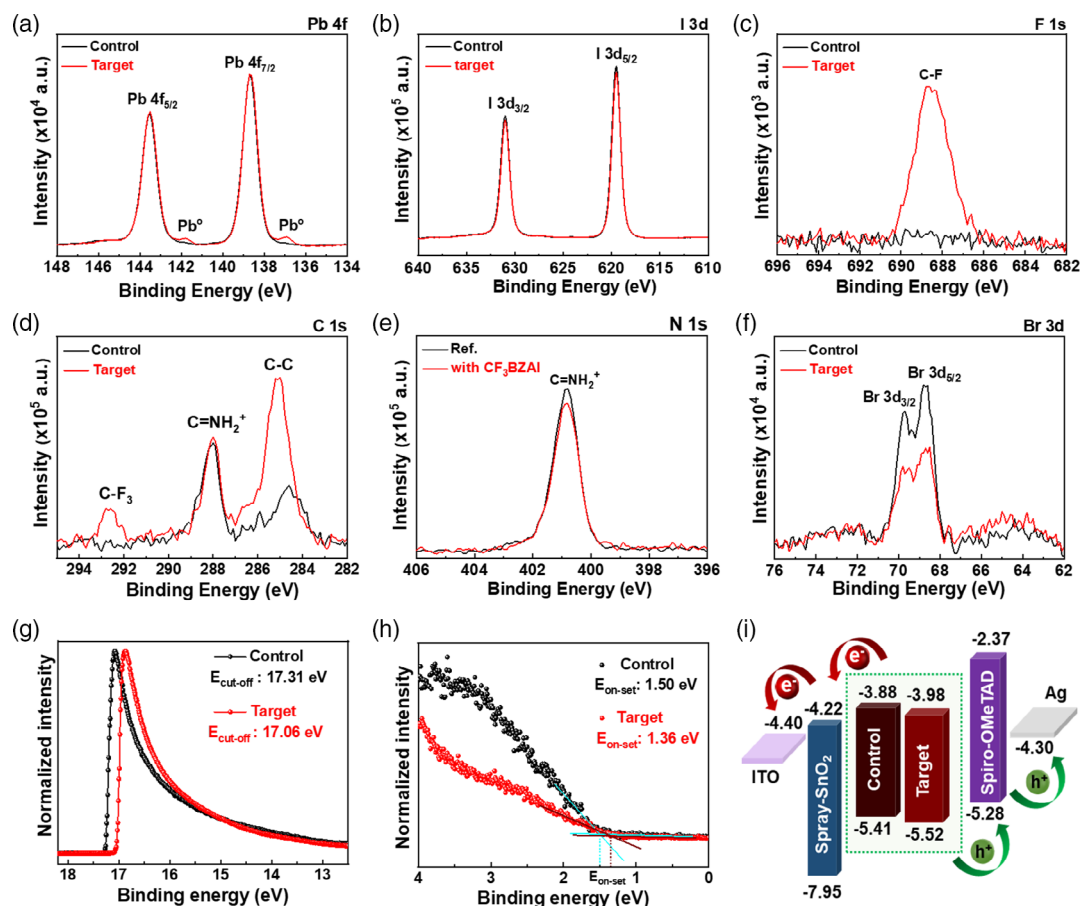 (a)
Pb 4f
Control
Target
Pb 4f7/2
Pb 4f5/2
Pb⁰
Pb⁰
Intensity (x10⁴ a.u.)
148 146 144 142 140 138 136 134
Binding Energy (eV)
(b)
I 3d
Control
target
I 3d5/2
I 3d3/2
Intensity (x10⁵ a.u.)
640 635 630 625 620 615 610
Binding Energy (eV)
(c)
F 1s
Control
Target
C-F
Intensity (x10³ a.u.)
696 694 692 690 688 686 684 682
Binding Energy (eV)
(d)
C 1s
Control
Target
C-C
C=NH₂⁺
C-F₃
Intensity (x10⁵ a.u.)
294 292 290 288 286 284 282
Binding Energy (eV)
(e)
N 1s
Ref.
with CF₃BZAI
C=NH₂⁺
Intensity (x10⁵ a.u.)
406 404 402 400 398 396
Binding Energy (eV)
(f)
Br 3d
Control
Target
Br 3d5/2
Br 3d3/2
Intensity (x10⁴ a.u.)
76 74 72 70 68 66 64 62
Binding Energy (eV)
(g)
Control
Ecut-off : 17.31 eV
Target
Ecut-off : 17.06 eV
Normalized intensity
18 17 16 15 14 13
Binding energy (eV)
(h)
Control
Eon-set: 1.50 eV
Target
Eon-set: 1.36 eV
Normalized intensity
4 3 2 Eon-set 1 0
Binding energy (eV)
(i)
-2.37
e⁻
e⁻
-3.88 -3.98
-4.22
-4.40
ITO
Spray-SnO₂
Control
Target
Spiro-OMeTAD
Ag
-4.30
h⁺
-5.28
-5.41 -5.52
h⁺
-7.95